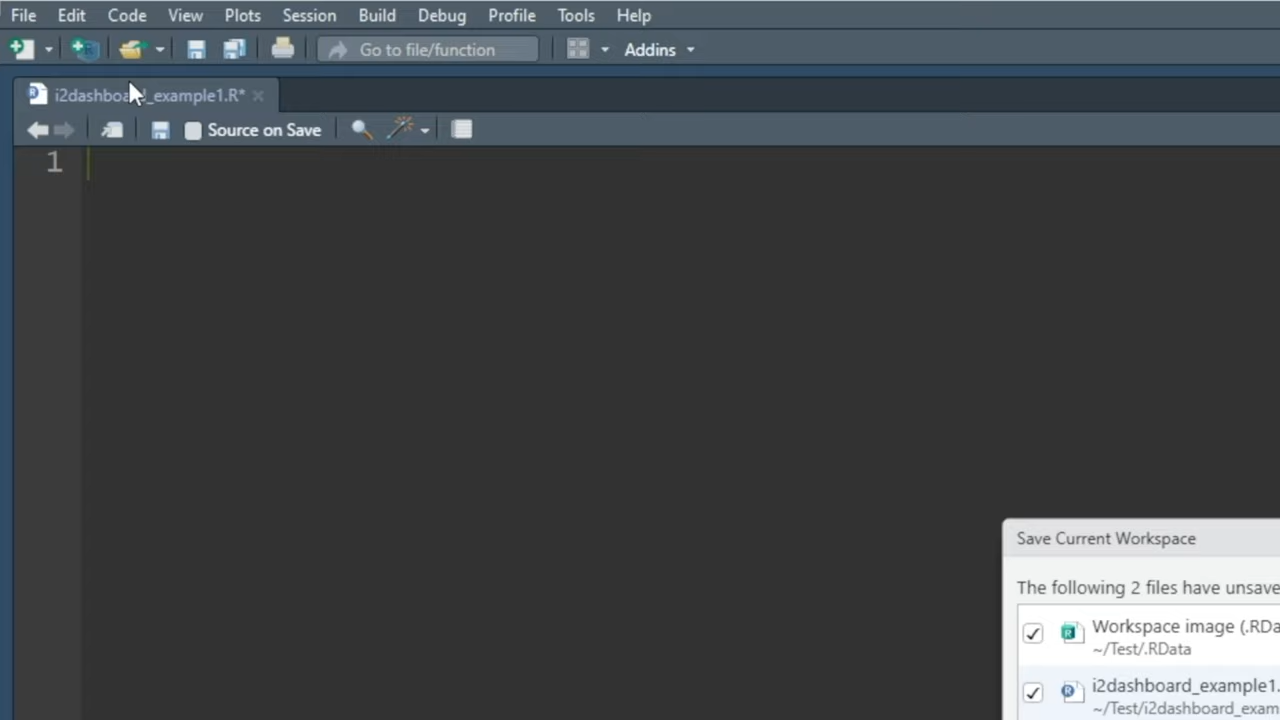 File Edit Code View Plots Session Build Debug Profile Tools Help
Go to file/function Addins
_example1.R*
Source on Save
1
Save Current Workspace
The following 2 files have unsave
Workspace image (.RDa
~/Test/.RData
i2dashboard_example1.
~/Test/i2dashboard_exam